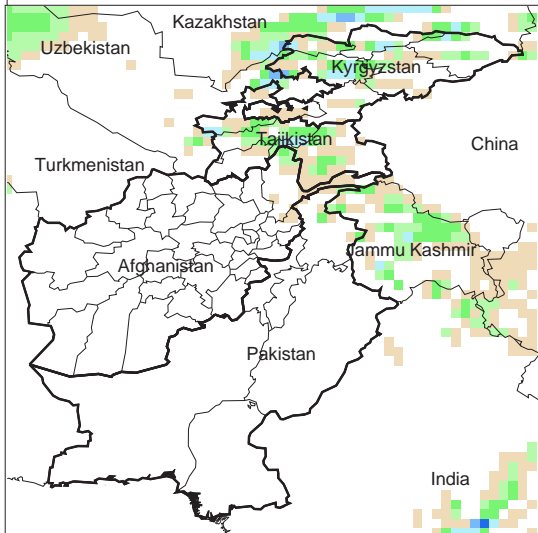 Kazakhstan
Uzbekistan
Kyrgyzstan
Tajikistan
China
Turkmenistan
Jammu Kashmir
Afghanistan
Pakistan
India